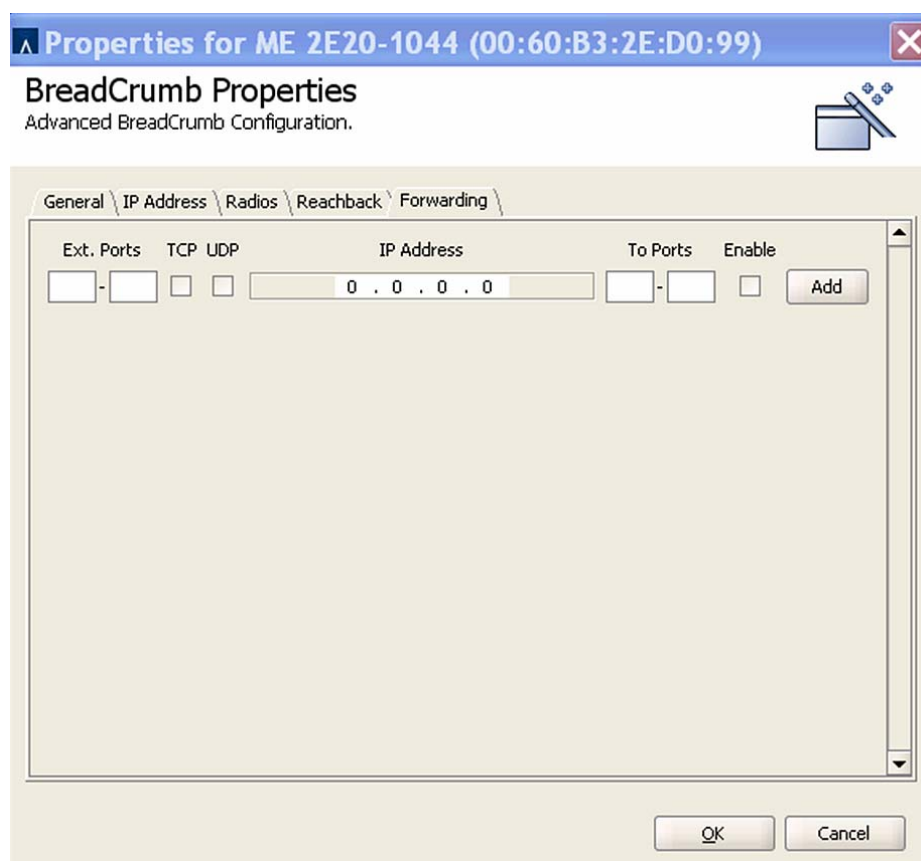 Properties for ME 2E20-1044 (00:60:B3:2E:D0:99)
BreadCrumb Properties
Advanced BreadCrumb Configuration.
General \ IP Address \ Radios \ Reachback \ Forwarding \
Ext. Ports TCP UDP IP Address To Ports Enable
- 0 . 0 . 0 . 0 - Add
OK Cancel